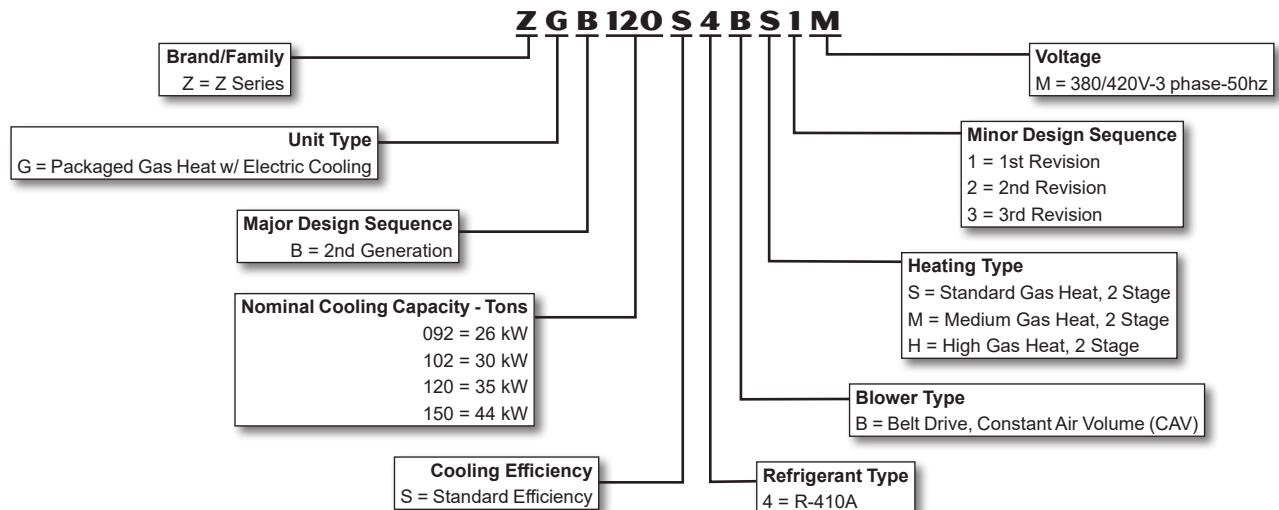 Z G B 120 S 4 B S 1 M
Brand/Family
Z = Z Series
Unit Type
G = Packaged Gas Heat w/ Electric Cooling
Major Design Sequence
B = 2nd Generation
Nominal Cooling Capacity - Tons
092 = 26 kW
102 = 30 kW
120 = 35 kW
150 = 44 kW
Cooling Efficiency
S = Standard Efficiency
Voltage
M = 380/420V-3 phase-50hz
Minor Design Sequence
1 = 1st Revision
2 = 2nd Revision
3 = 3rd Revision
Heating Type
S = Standard Gas Heat, 2 Stage
M = Medium Gas Heat, 2 Stage
H = High Gas Heat, 2 Stage
Blower Type
B = Belt Drive, Constant Air Volume (CAV)
Refrigerant Type
4 = R-410A